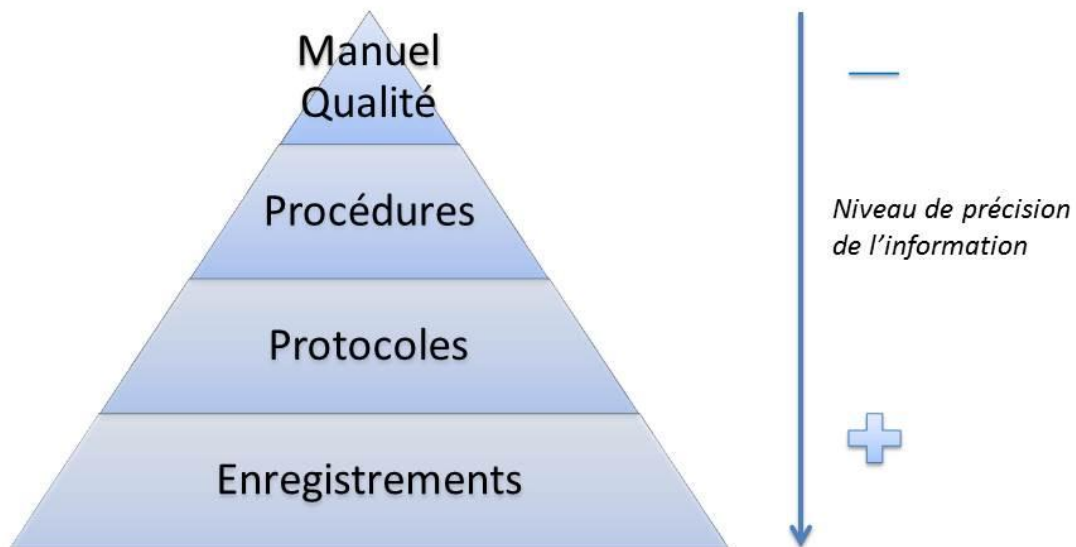 Manuel
Qualité
Procédures
Protocoles
Enregistrements
Niveau de précision
de l'information